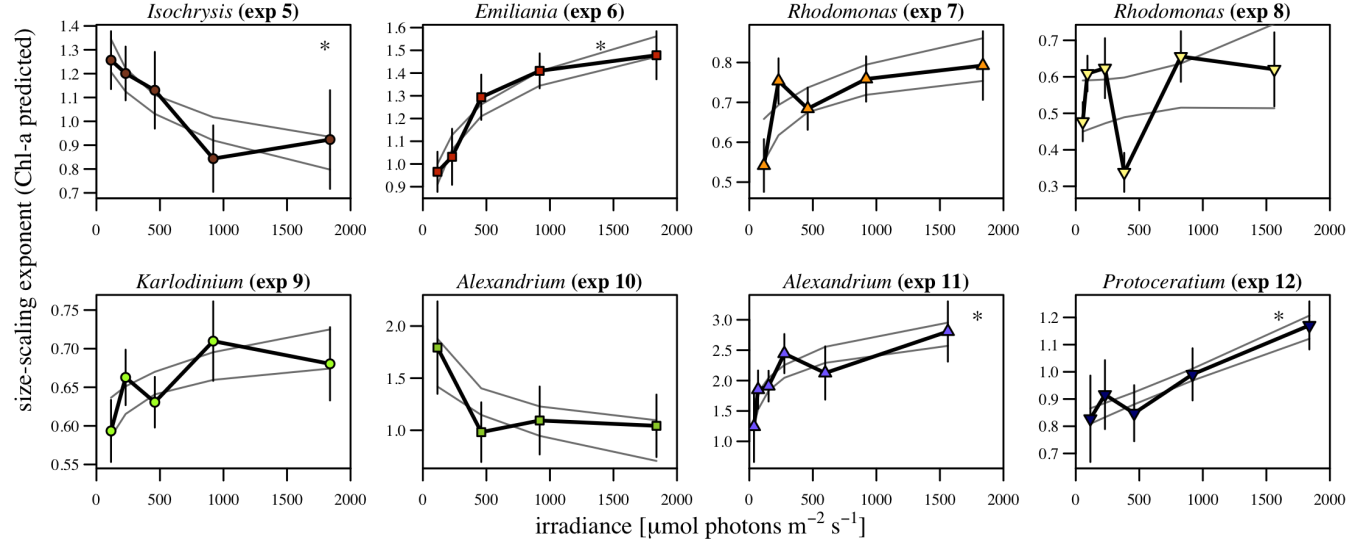 Isochrysis (exp 5)
Emiliania (exp 6)
Rhodomonas (exp 7)
Rhodomonas (exp 8)
size-scaling exponent (Chl-a predicted)
1.4
1.3
1.2
1.1
1.0
0.9
0.8
0.7
*
0 500 1000 1500 2000
1.6
1.5
1.4
1.3
1.2
1.1
1.0
0.9
*
0 500 1000 1500 2000
0.8
0.7
0.6
0.5
0 500 1000 1500 2000
0.7
0.6
0.5
0.4
0.3
0 500 1000 1500 2000
Karlodinium (exp 9)
Alexandrium (exp 10)
Alexandrium (exp 11)
Protoceratium (exp 12)
0.75
0.70
0.65
0.60
0.55
0 500 1000 1500 2000
2.0
1.5
1.0
0 500 1000 1500 2000
3.0
2.5
2.0
1.5
1.0
*
0 500 1000 1500 2000
1.2
1.1
1.0
0.9
0.8
0.7
*
0 500 1000 1500 2000
irradiance [μmol photons m⁻² s⁻¹]